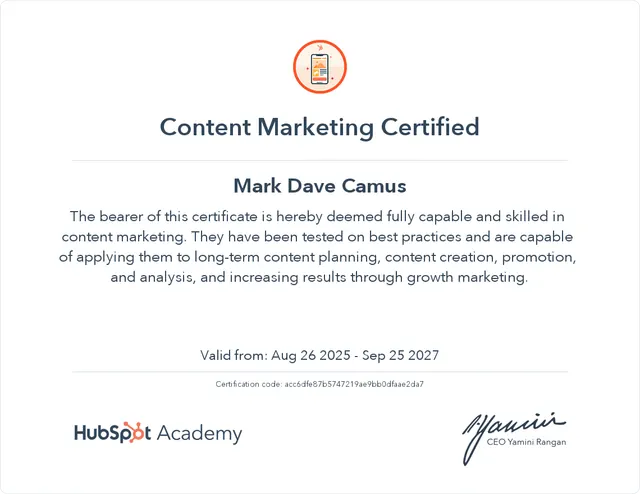 Content Marketing Certified
Mark Dave Camus
The bearer of this certificate is hereby deemed fully capable and skilled in
content marketing. They have been tested on best practices and are capable
of applying them to long-term content planning, content creation, promotion,
and analysis, and increasing results through growth marketing.
Valid from: Aug 26 2025 - Sep 25 2027
Certification code: acc6dfe87b5747219ae9bb0dfaae2da7
HubSpot Academy
CEO Yamini Rangan